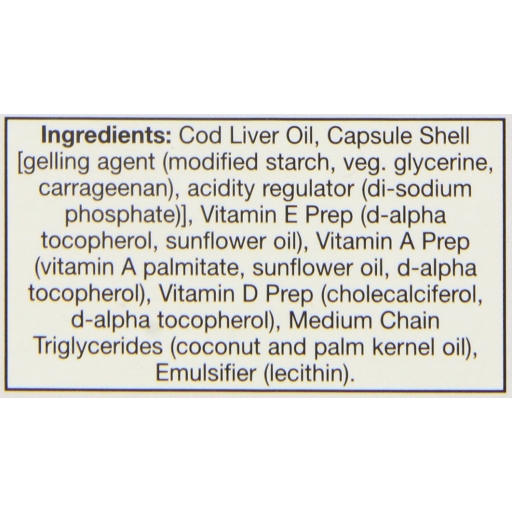 Ingredients: Cod Liver Oil, Capsule Shell
[gelling agent (modified starch, veg. glycerine,
carrageenan), acidity regulator (di-sodium
phosphate)], Vitamin E Prep (d-alpha
tocopherol, sunflower oil), Vitamin A Prep
(vitamin A palmitate, sunflower oil, d-alpha
tocopherol), Vitamin D Prep (cholecalciferol,
d-alpha tocopherol), Medium Chain
Triglycerides (coconut and palm kernel oil),
Emulsifier (lecithin).